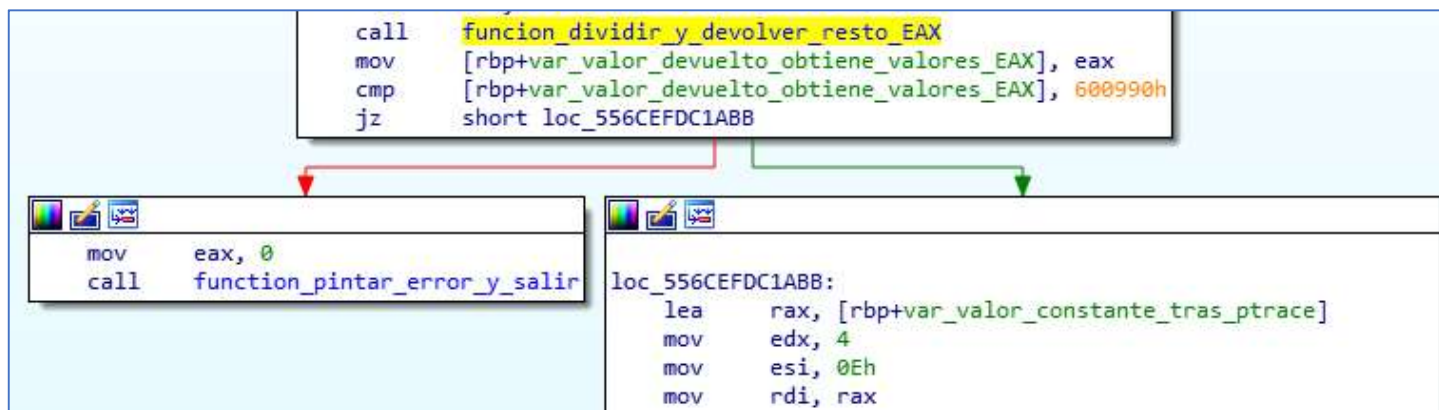 call funcion_dividir_y_devolver_resto_EAX
mov [rbp+var_valor_devuelto_obtiene_valores_EAX], eax
cmp [rbp+var_valor_devuelto_obtiene_valores_EAX], 600990h
jz short loc_556CEFDC1ABB
mov eax, 0
call function_pintar_error_y_salir
loc_556CEFDC1ABB:
lea rax, [rbp+var_valor_constante_tras_ptrace]
mov edx, 4
mov esi, 0Eh
mov rdi, rax